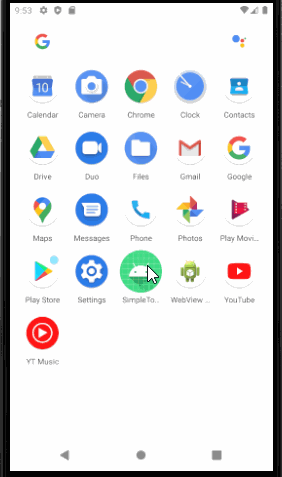 9:53
G
10
Calendar
Camera
Chrome
Clock
Contacts
Drive
Duo
Files
Gmail
Google
Maps
Messages
Phone
Photos
Play Movi...
Play Store
Settings
SimpleTo...
WebView ...
YouTube
YT Music